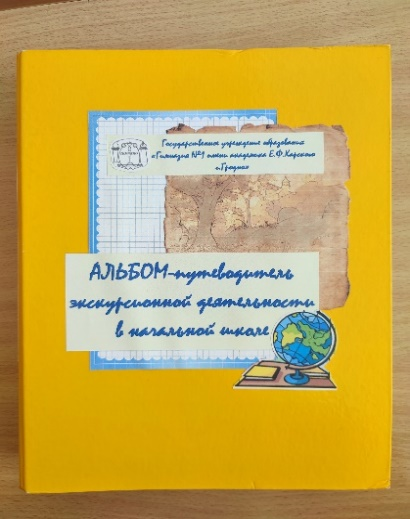 Государственное учреждение образования
«Гимназия №1 имени академика Е.Ф.Карского
г.Гродно»
АЛЬБОМ-путеводитель
экскурсионной деятельности
в начальной школе